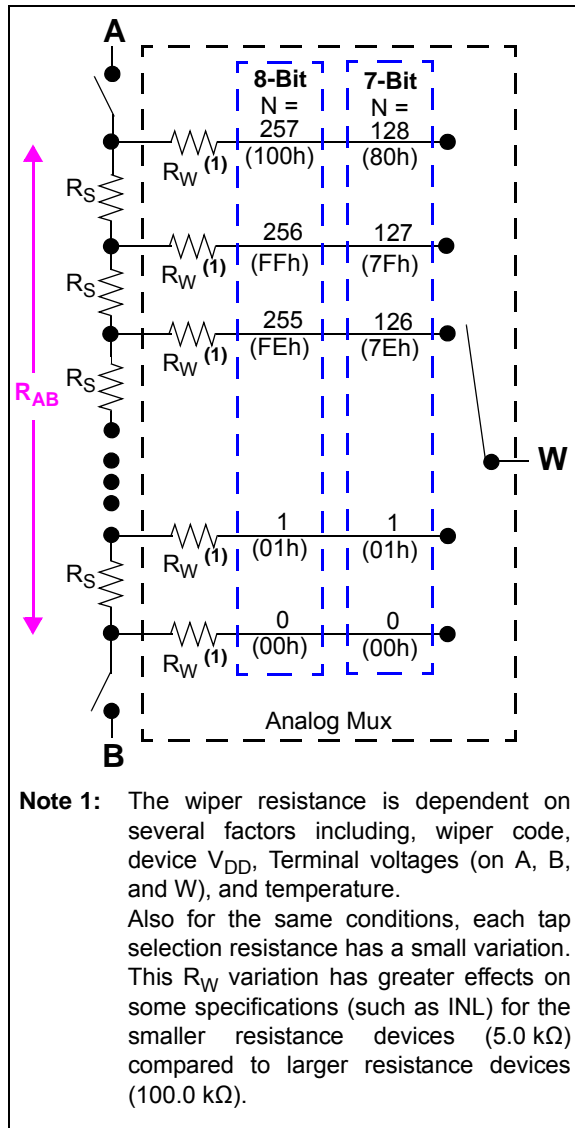 A
8-Bit
N =
7-Bit
N =
257
(100h)
128
(80h)
RW (1)
RS
256
(FFh)
127
(7Fh)
RW (1)
RS
255
(FEh)
126
(7Eh)
RW (1)
RS
RAB
W
1
(01h)
1
(01h)
RW (1)
RS
0
(00h)
0
(00h)
RW (1)
Analog Mux
B
Note 1: The wiper resistance is dependent on
several factors including, wiper code,
device VDD, Terminal voltages (on A, B,
and W), and temperature.
Also for the same conditions, each tap
selection resistance has a small variation.
This RW variation has greater effects on
some specifications (such as INL) for the
smaller resistance devices (5.0 kΩ)
compared to larger resistance devices
(100.0 kΩ).